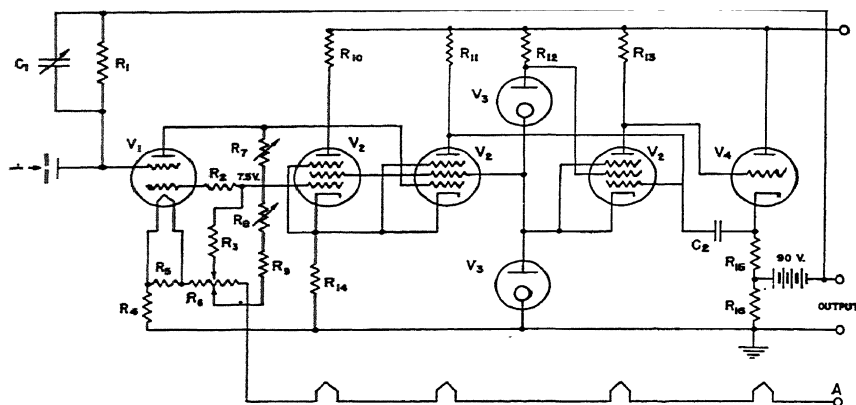 C1
R1
R10
R11
R12
R13
V3
V1
R2
7.5V.
R7
V2
V2
V2
V4
R8
R3
R9
R5
R6
R4
R14
V3
C2
R15
90 V.
R16
OUTPUT
A